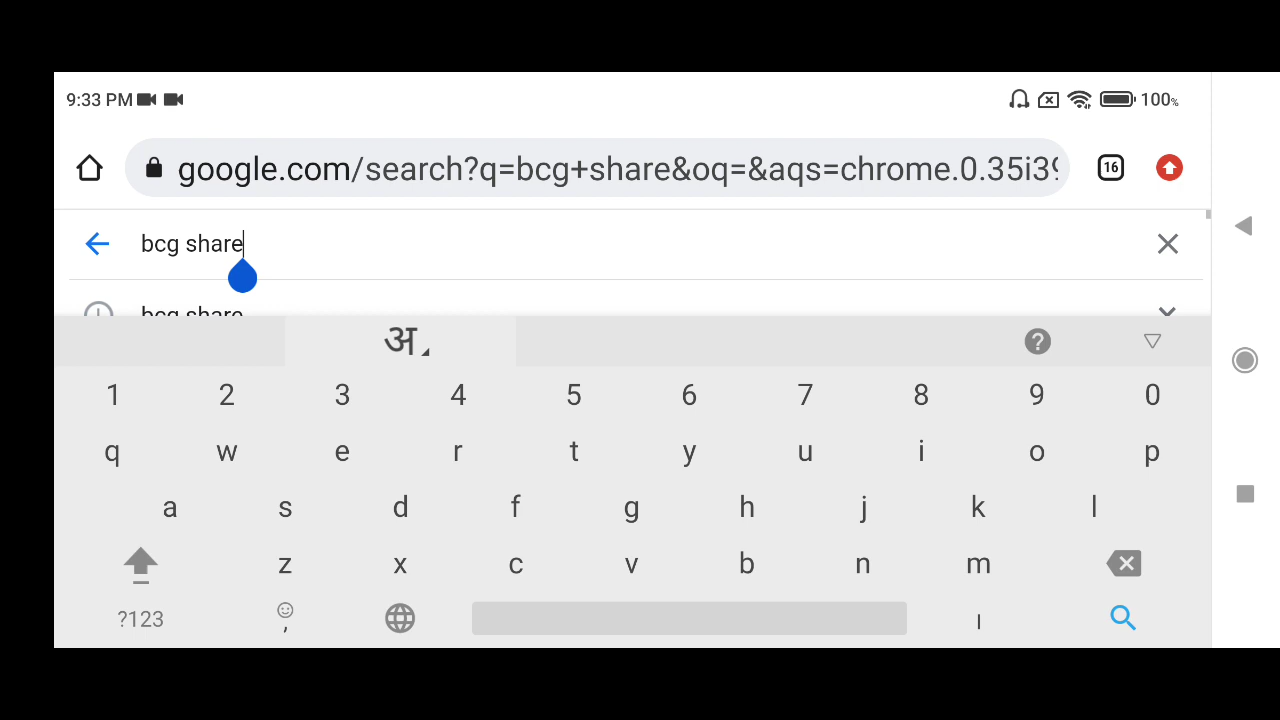 9:33 PM 100%
google.com/search?q=bcg+share&oq=&aqs=chrome.0.35i39
16
bcg share
bcg share
अ ?
1 2 3 4 5 6 7 8 9 0
q w e r t y u i o p
a s d f g h j k l
z x c v b n m
?123 , ।